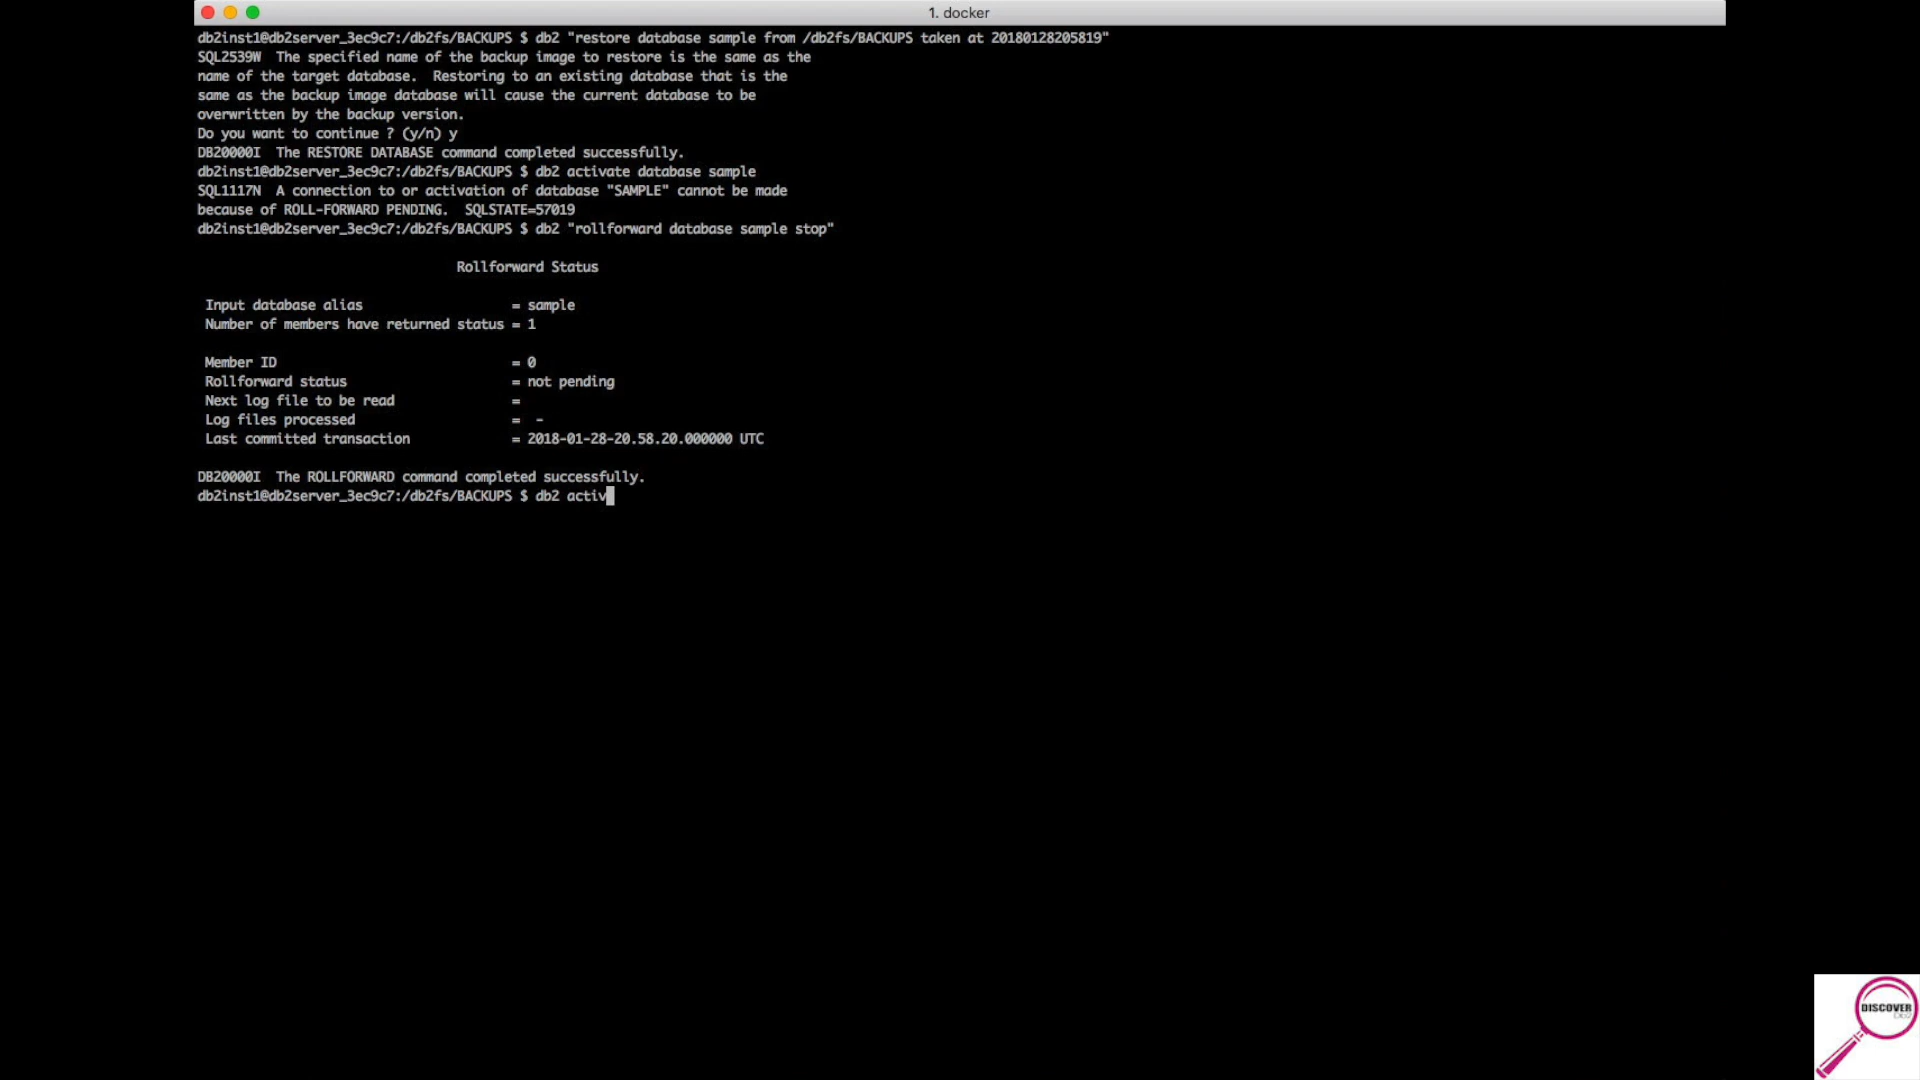 1. docker
db2inst1@db2server_3ec9c7:/db2fs/BACKUPS $ db2 "restore database sample from /db2fs/BACKUPS taken at 20180128205819"
SQL2539W  The specified name of the backup image to restore is the same as the
name of the target database.  Restoring to an existing database that is the
same as the backup image database will cause the current database to be
overwritten by the backup version.
Do you want to continue ? (y/n) y
DB20000I  The RESTORE DATABASE command completed successfully.
db2inst1@db2server_3ec9c7:/db2fs/BACKUPS $ db2 activate database sample
SQL1117N  A connection to or activation of database "SAMPLE" cannot be made
because of ROLL-FORWARD PENDING.  SQLSTATE=57019
db2inst1@db2server_3ec9c7:/db2fs/BACKUPS $ db2 "rollforward database sample stop"
Rollforward Status
Input database alias = sample
Number of members have returned status = 1
Member ID = 0
Rollforward status = not pending
Next log file to be read =
Log files processed = -
Last committed transaction = 2018-01-28-20.58.20.000000 UTC
DB20000I  The ROLLFORWARD command completed successfully.
db2inst1@db2server_3ec9c7:/db2fs/BACKUPS $ db2 activ
DISCOVER
Db2